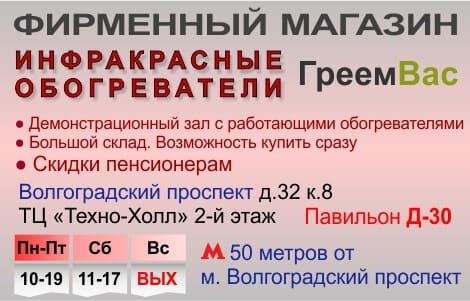 ФИРМЕННЫЙ МАГАЗИН
ИНФРАКРАСНЫЕ
ОБОГРЕВАТЕЛИ
ГреемВас
● Демонстрационный зал с работающими обогревателями
● Большой склад. Возможность купить сразу
● Скидки пенсионерам
Волгоградский проспект д.32 к.8
ТЦ «Техно-Холл» 2-й этаж Павильон Д-30
Пн-Пт Сб Вс
10-19 11-17 ВЫХ
М 50 метров от
м. Волгоградский проспект